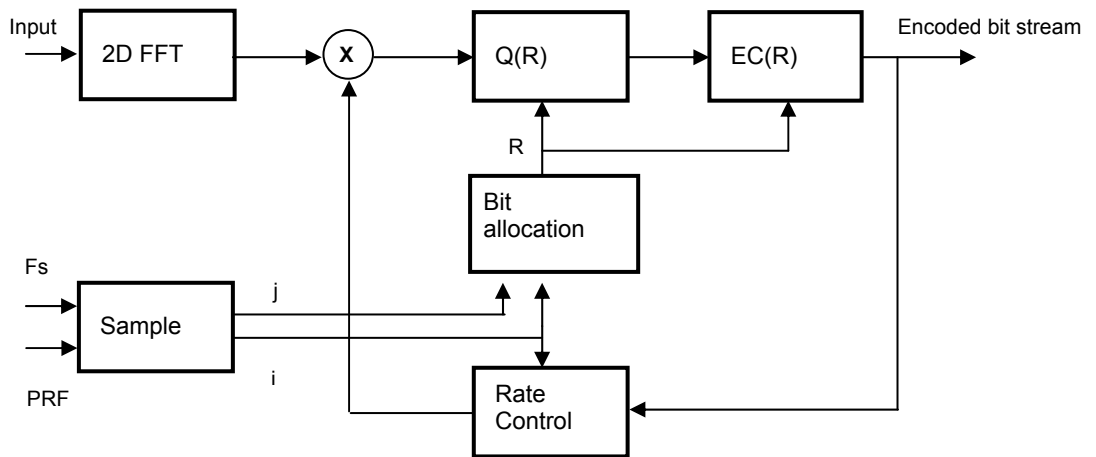 Input
Encoded bit stream
2D FFT
X
Q(R)
EC(R)
R
Bit
allocation
Fs
j
Sample
i
PRF
Rate
Control